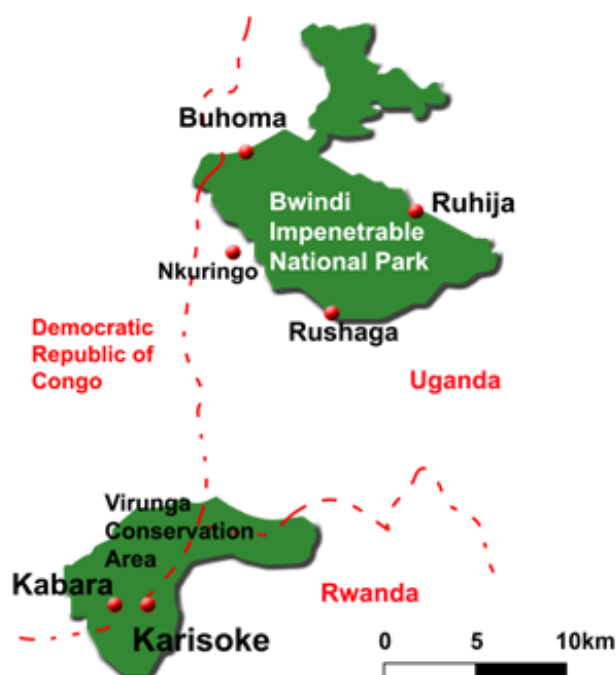 Buhoma
Bwindi
Impenetrable
National Park
Ruhija
Nkuringo
Rushaga
Democratic
Republic of
Congo
Uganda
Virunga
Conservation
Area
Kabara
Karisoke
Rwanda
0 5 10km